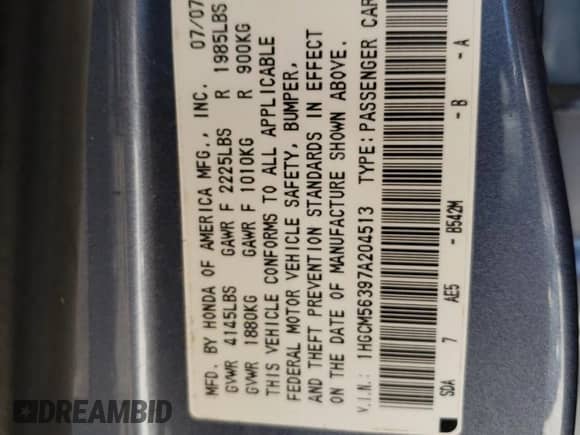 MFD. BY HONDA OF AMERICA MFG., INC. 07/07
GVWR 4145LBS GAWR F 2225LBS R 1985LBS
GVWR 1880KG GAWR F 1010KG R 900KG
THIS VEHICLE CONFORMS TO ALL APPLICABLE
FEDERAL MOTOR VEHICLE SAFETY, BUMPER,
AND THEFT PREVENTION STANDARDS IN EFFECT
ON THE DATE OF MANUFACTURE SHOWN ABOVE.
V.I.N.: 1HGCM56397A204513 TYPE:PASSENGER CAR
SDA 7 AE5 - B542M - B - A
DREAMBID